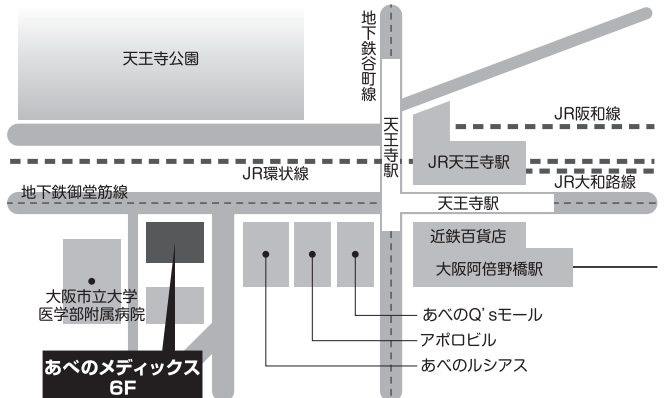 天王寺公園
地下鉄谷町線
天王寺駅
JR阪和線
JR天王寺駅
JR環状線
JR大和路線
地下鉄御堂筋線
天王寺駅
近鉄百貨店
大阪阿倍野橋駅
大阪市立大学
医学部附属病院
あべのQ'sモール
アポロビル
あべのルシアス
あべのメディックス
6F